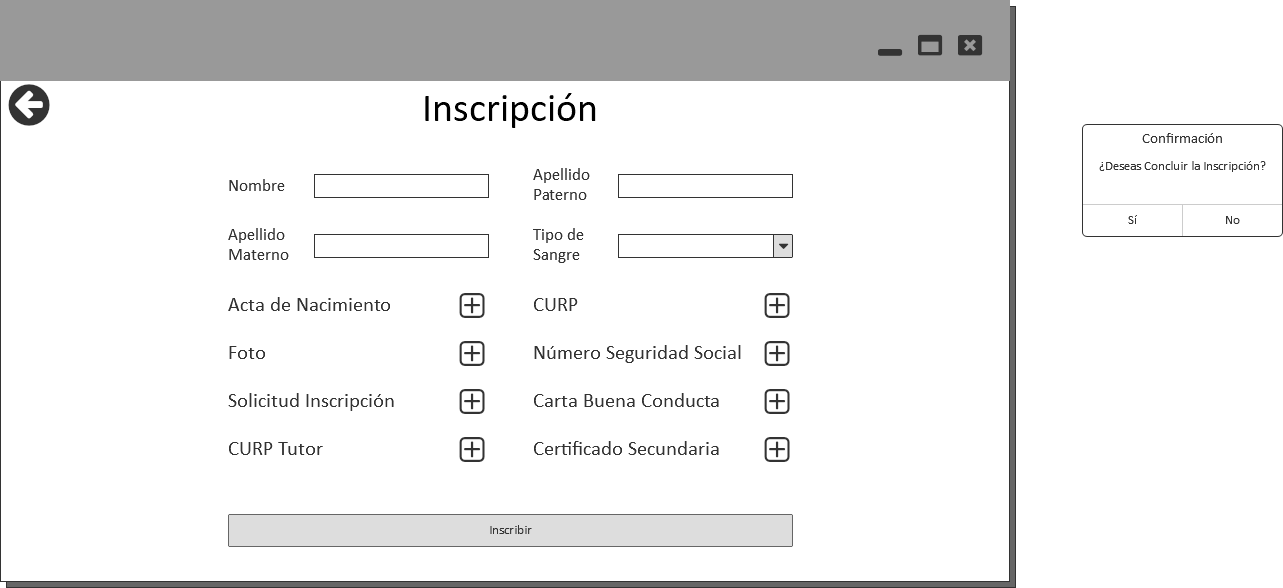 Inscripción
Nombre
Apellido
Paterno
Apellido
Materno
Tipo de
Sangre
Acta de Nacimiento
CURP
Foto
Número Seguridad Social
Solicitud Inscripción
Carta Buena Conducta
CURP Tutor
Certificado Secundaria
Inscribir
Confirmación
¿Deseas Concluir la Inscripción?
Sí
No